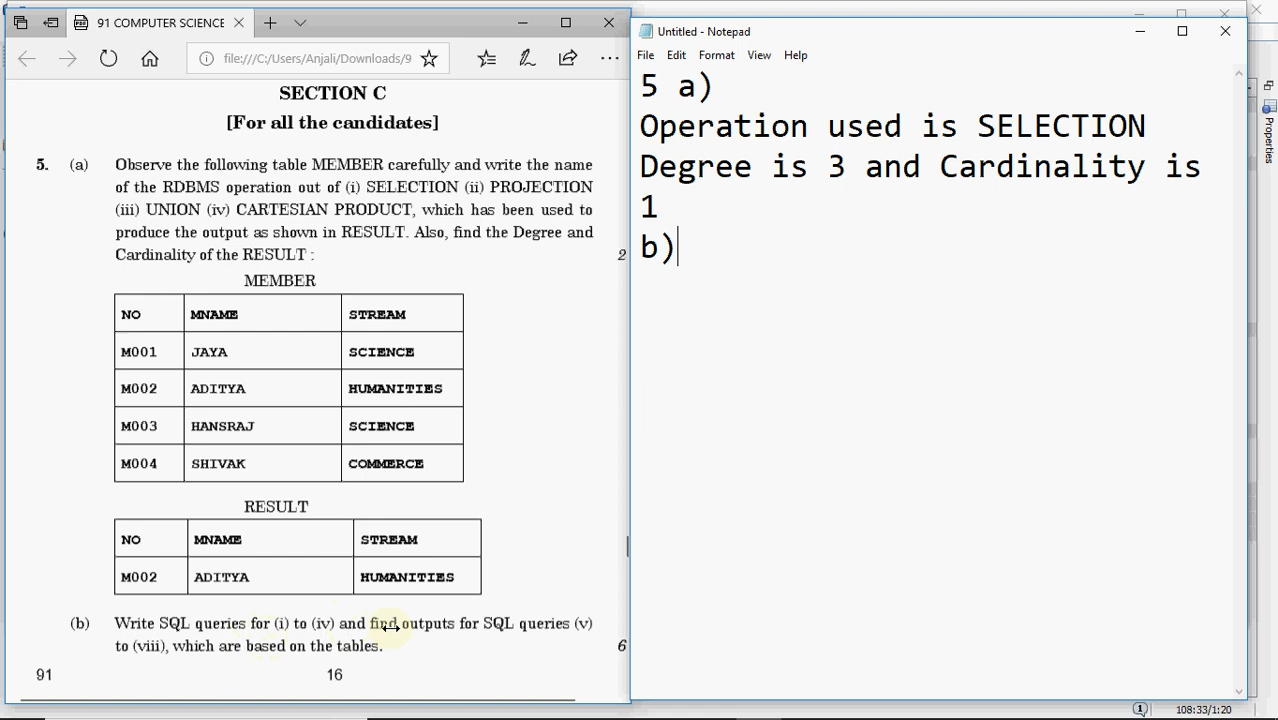 91 COMPUTER SCIENCE
file:///C:/Users/Anjali/Downloads/9
SECTION C
[For all the candidates]
5. (a) Observe the following table MEMBER carefully and write the name
of the RDBMS operation out of (i) SELECTION (ii) PROJECTION
(iii) UNION (iv) CARTESIAN PRODUCT, which has been used to
produce the output as shown in RESULT. Also, find the Degree and
Cardinality of the RESULT : 2
MEMBER
NO MNAME STREAM
M001 JAYA SCIENCE
M002 ADITYA HUMANITIES
M003 HANSRAJ SCIENCE
M004 SHIVAK COMMERCE
RESULT
NO MNAME STREAM
M002 ADITYA HUMANITIES
(b) Write SQL queries for (i) to (iv) and find outputs for SQL queries (v)
to (viii), which are based on the tables. 6
91 16
Untitled - Notepad
File Edit Format View Help
5 a)
Operation used is SELECTION
Degree is 3 and Cardinality is
1
b)
Properties
108:33/1:20